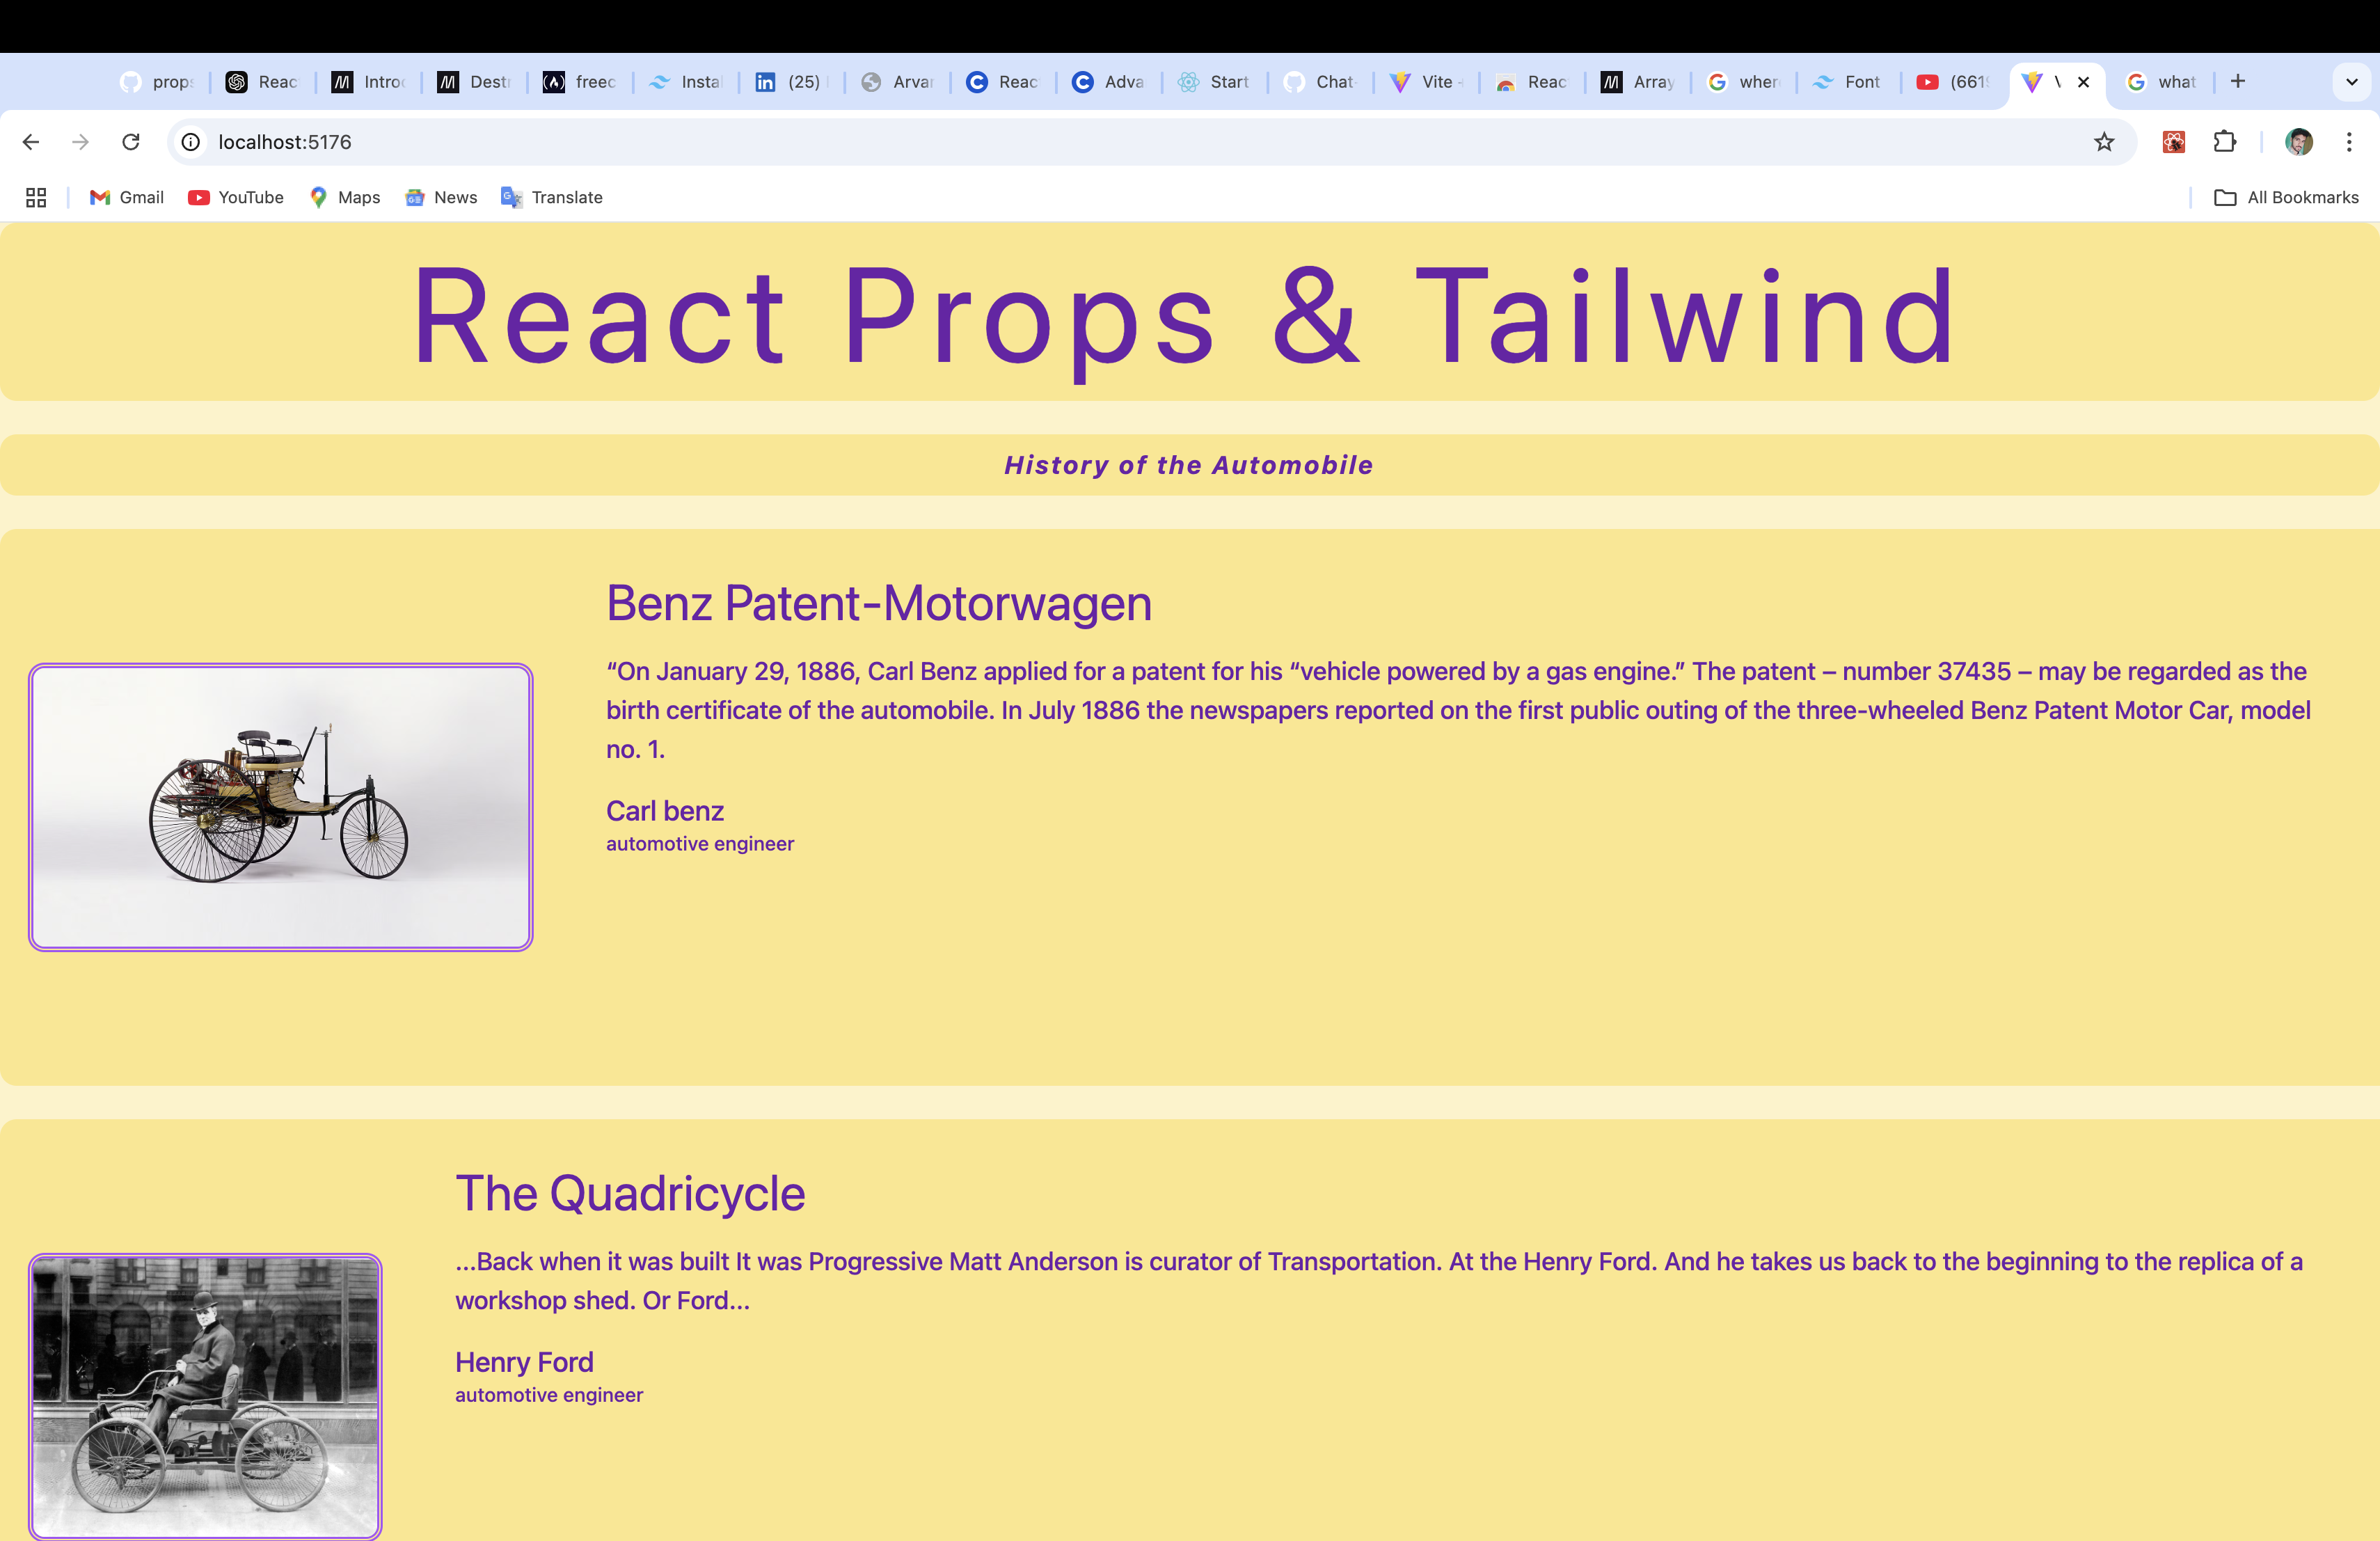 props
Reac
Intro
Destr
freec
Insta
(25)
Arvan
Reac
Adva
Start
Chat
Vite -
Reac
Array
wher
Font
(661
what
localhost:5176
Gmail
YouTube
Maps
News
Translate
All Bookmarks
React Props & Tailwind
History of the Automobile
Benz Patent-Motorwagen
“On January 29, 1886, Carl Benz applied for a patent for his “vehicle powered by a gas engine.” The patent – number 37435 – may be regarded as the
birth certificate of the automobile. In July 1886 the newspapers reported on the first public outing of the three-wheeled Benz Patent Motor Car, model
no. 1.
Carl benz
automotive engineer
The Quadricycle
...Back when it was built It was Progressive Matt Anderson is curator of Transportation. At the Henry Ford. And he takes us back to the beginning to the replica of a
workshop shed. Or Ford...
Henry Ford
automotive engineer